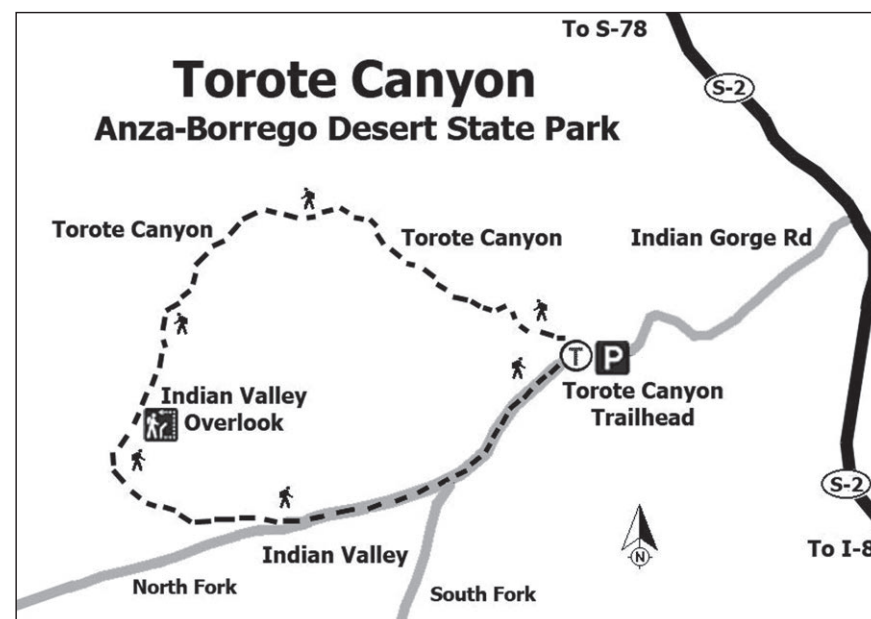 To S-78
Torote Canyon
S-2
Anza-Borrego Desert State Park
Torote Canyon
Torote Canyon
Indian Gorge Rd
T
P
Indian Valley
Overlook
Torote Canyon
Trailhead
S-2
N
To I-8
Indian Valley
North Fork
South Fork